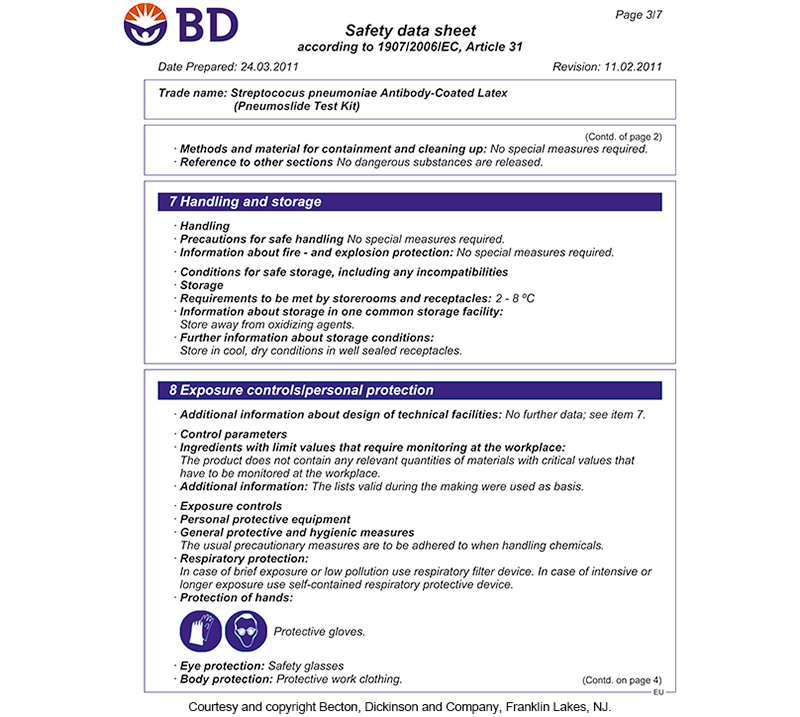 BD
Page 3/7
Safety data sheet
according to 1907/2006/EC, Article 31
Date Prepared: 24.03.2011 Revision: 11.02.2011
Trade name: Streptococus pneumoniae Antibody-Coated Latex
(Pneumoslide Test Kit)
(Contd. of page 2)
· Methods and material for containment and cleaning up: No special measures required.
· Reference to other sections No dangerous substances are released.
7 Handling and storage
· Handling
· Precautions for safe handling No special measures required.
· Information about fire - and explosion protection: No special measures required.
· Conditions for safe storage, including any incompatibilities
· Storage
· Requirements to be met by storerooms and receptacles: 2 - 8 ºC
· Information about storage in one common storage facility:
Store away from oxidizing agents.
· Further information about storage conditions:
Store in cool, dry conditions in well sealed receptacles.
8 Exposure controls/personal protection
· Additional information about design of technical facilities: No further data; see item 7.
· Control parameters
· Ingredients with limit values that require monitoring at the workplace:
The product does not contain any relevant quantities of materials with critical values that
have to be monitored at the workplace.
· Additional information: The lists valid during the making were used as basis.
· Exposure controls
· Personal protective equipment
· General protective and hygienic measures
The usual precautionary measures are to be adhered to when handling chemicals.
· Respiratory protection:
In case of brief exposure or low pollution use respiratory filter device. In case of intensive or
longer exposure use self-contained respiratory protective device.
· Protection of hands:
Protective gloves.
· Eye protection: Safety glasses
· Body protection: Protective work clothing.
(Contd. on page 4)
EU
Courtesy and copyright Becton, Dickinson and Company, Franklin Lakes, NJ.